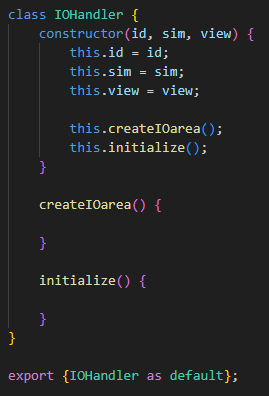 class IOHandler {
    constructor(id, sim, view) {
        this.id = id;
        this.sim = sim;
        this.view = view;

        this.createIOarea();
        this.initialize();
    }

    createIOarea() {

    }

    initialize() {

    }
}

export {IOHandler as default};